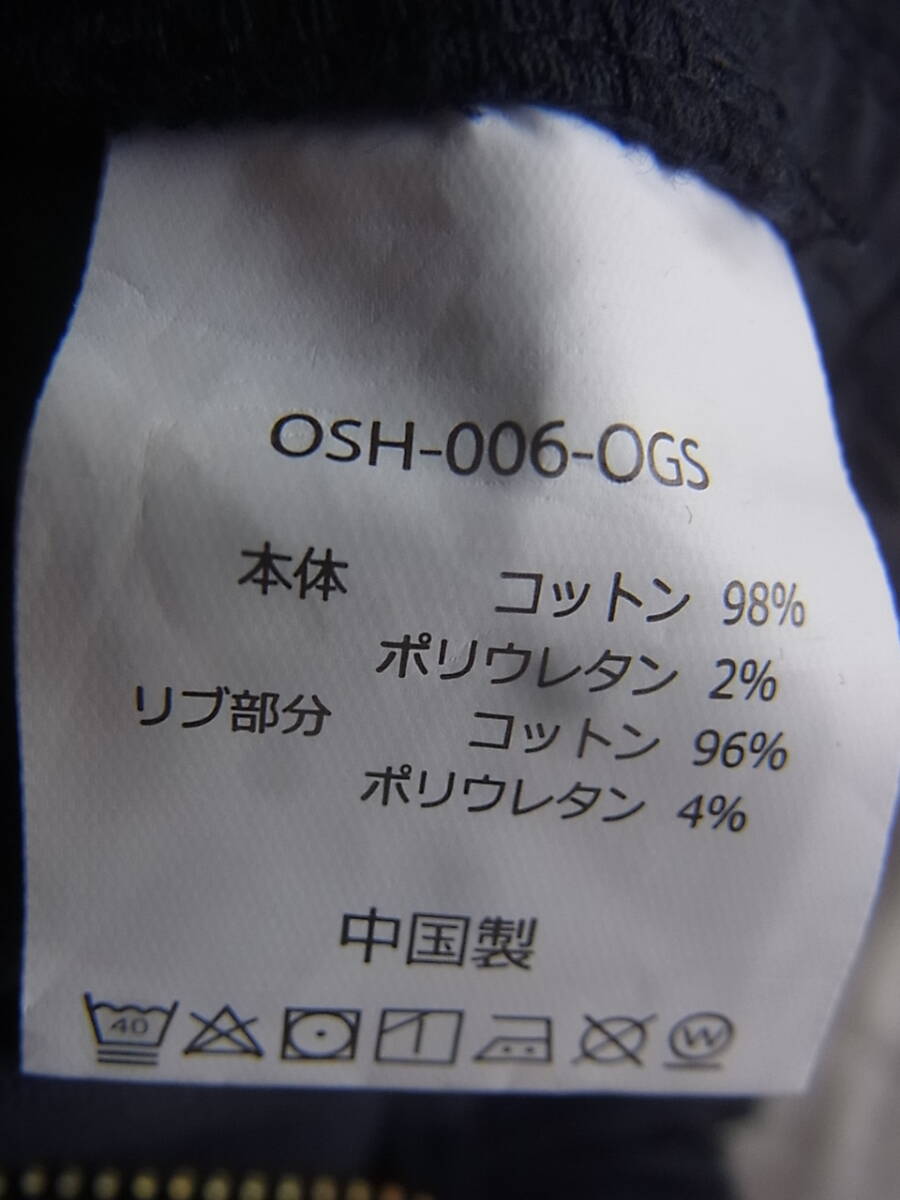 OSH-006-OGS
本体 コットン 98%
ポリウレタン 2%
リブ部分 コットン 96%
ポリウレタン 4%
中国製
40 W